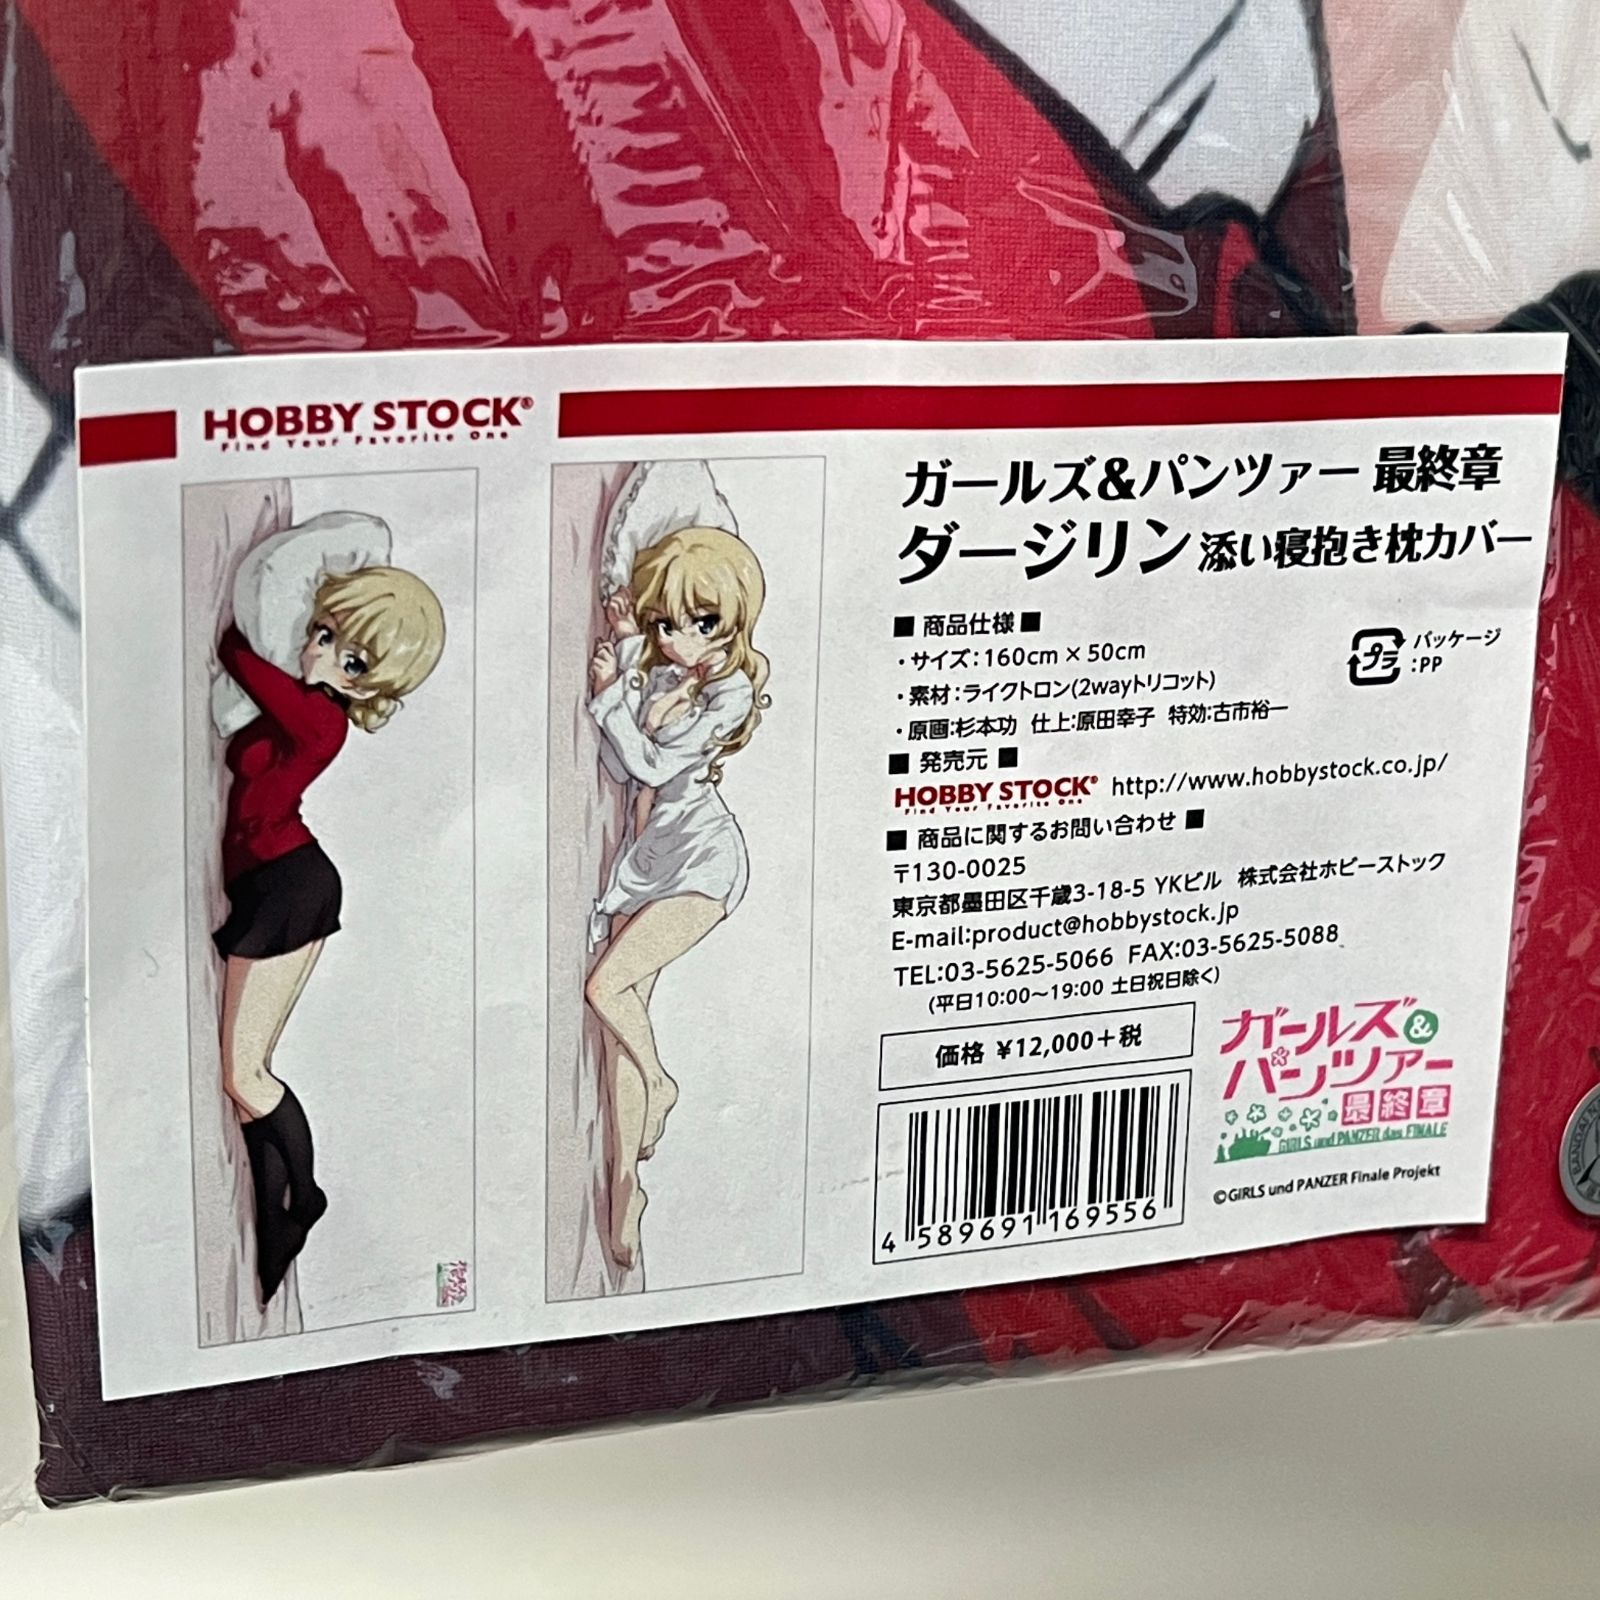 HOBBY STOCK®
Find Your Favorite One
ガールズ&パンツァー 最終章
ダージリン 添い寝抱き枕カバー
■ 商品仕様 ■
・サイズ:160cm×50cm
・素材:ライクトロン(2wayトリコット)
・原画:杉本功 仕上:原田幸子 特効:古市裕一
プラ
パッケージ
:PP
■ 発売元 ■
HOBBY STOCK® http://www.hobbystock.co.jp/
Find Your Favorite One
■ 商品に関するお問い合わせ ■
〒130-0025
東京都墨田区千歳3-18-5 YKビル 株式会社ホビーストック
E-mail:product@hobbystock.jp
TEL:03-5625-5066 FAX:03-5625-5088
(平日10:00～19:00 土日祝日除く)
価格 ¥12,000+税
4 589691 169556
ガールズ&
パンツァー
最終章
GIRLS und PANZER das FINALE
©GIRLS und PANZER Finale Projekt